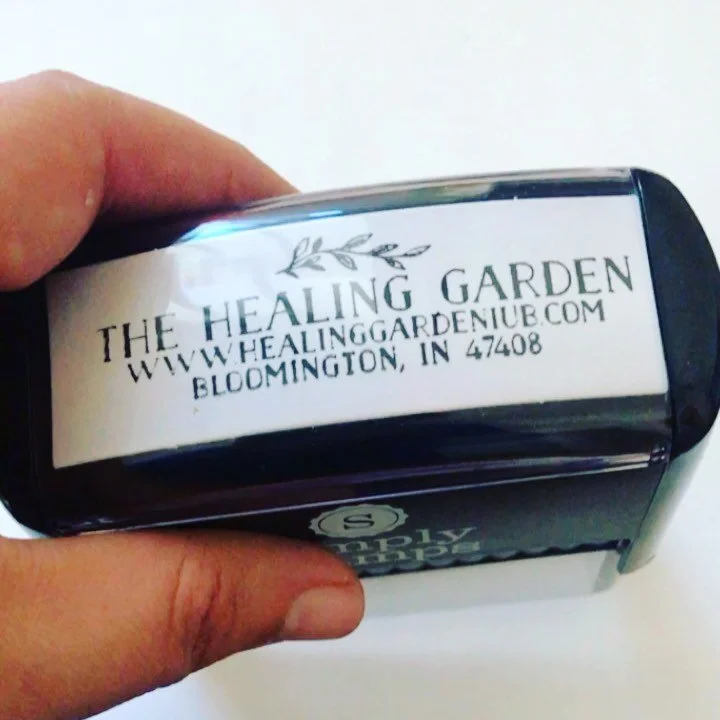 THE HEALING GARDEN
WWW.HEALINGGARDENIUB.COM
BLOOMINGTON, IN 47408
S